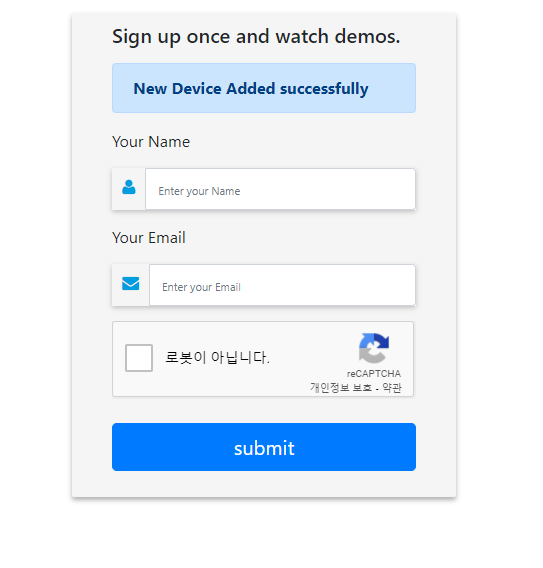 Sign up once and watch demos.
New Device Added successfully
Your Name
Enter your Name
Your Email
Enter your Email
로봇이 아닙니다.
reCAPTCHA
개인정보 보호 - 약관
submit